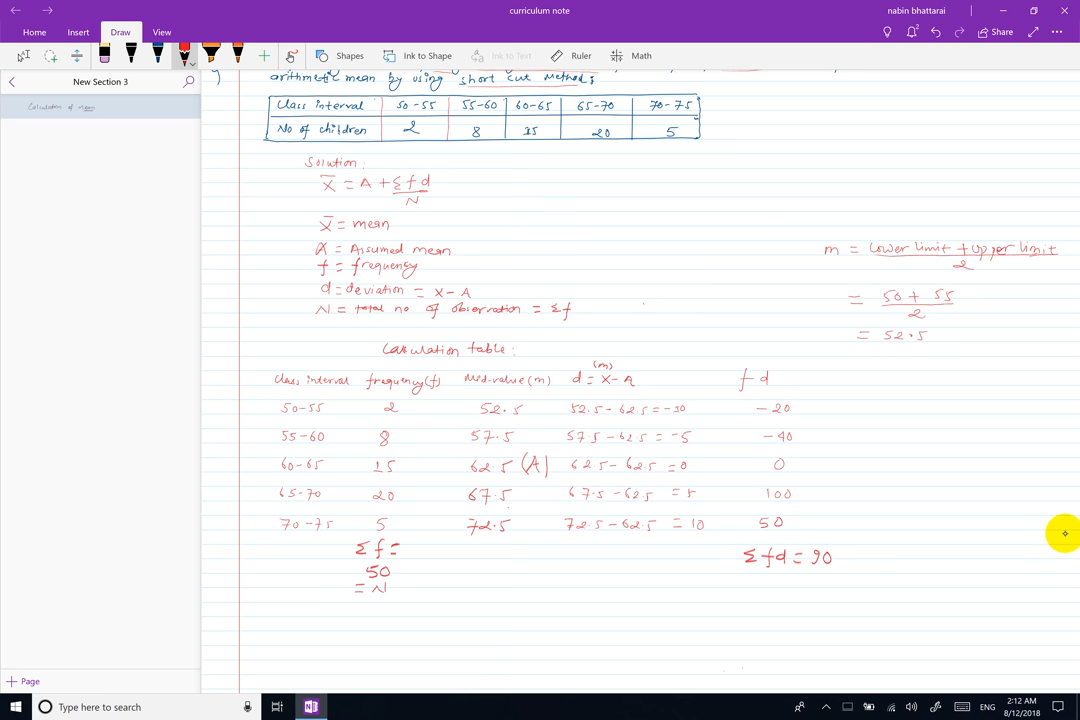 curriculum note
nabin bhattarai
Home Insert Draw View
Shapes Ink to Shape Ink to Text Ruler Math Share
New Section 3
Calculation of mean
arithmetic mean by using short cut Method:
Class interval 50-55 55-60 60-65 65-70 70-75
No of children 2 8 15 20 5
Solution:
X̄ = A + Σfd/N
X̄ = mean
A = Assumed mean
f = frequency
d = deviation = X - A
N = total no of observation = Σf
m = Lower limit + Upper limit / 2
= 50 + 55 / 2
= 52.5
Calculation table:
(m)
Class interval frequency(f) Mid-value(m) d = X - A f d
50-55 2 52.5 52.5 - 62.5 = -10 -20
55-60 8 57.5 57.5 - 62.5 = -5 -40
60-65 15 62.5 (A) 62.5 - 62.5 = 0 0
65-70 20 67.5 67.5 - 62.5 = 5 100
70-75 5 72.5 72.5 - 62.5 = 10 50
Σf =
50
= N
Σfd = 90
Page
Type here to search
ENG
2:12 AM
8/12/2018